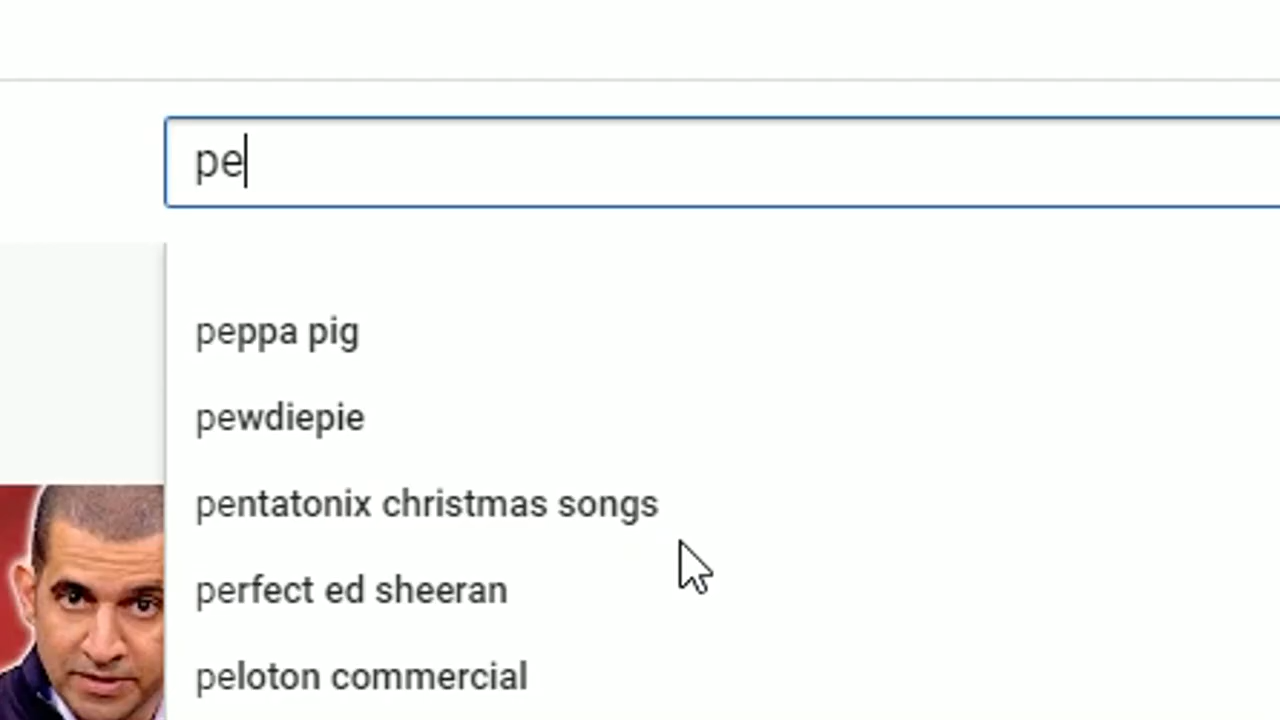 pe
peppa pig
pewdiepie
pentatonix christmas songs
perfect ed sheeran
peloton commercial